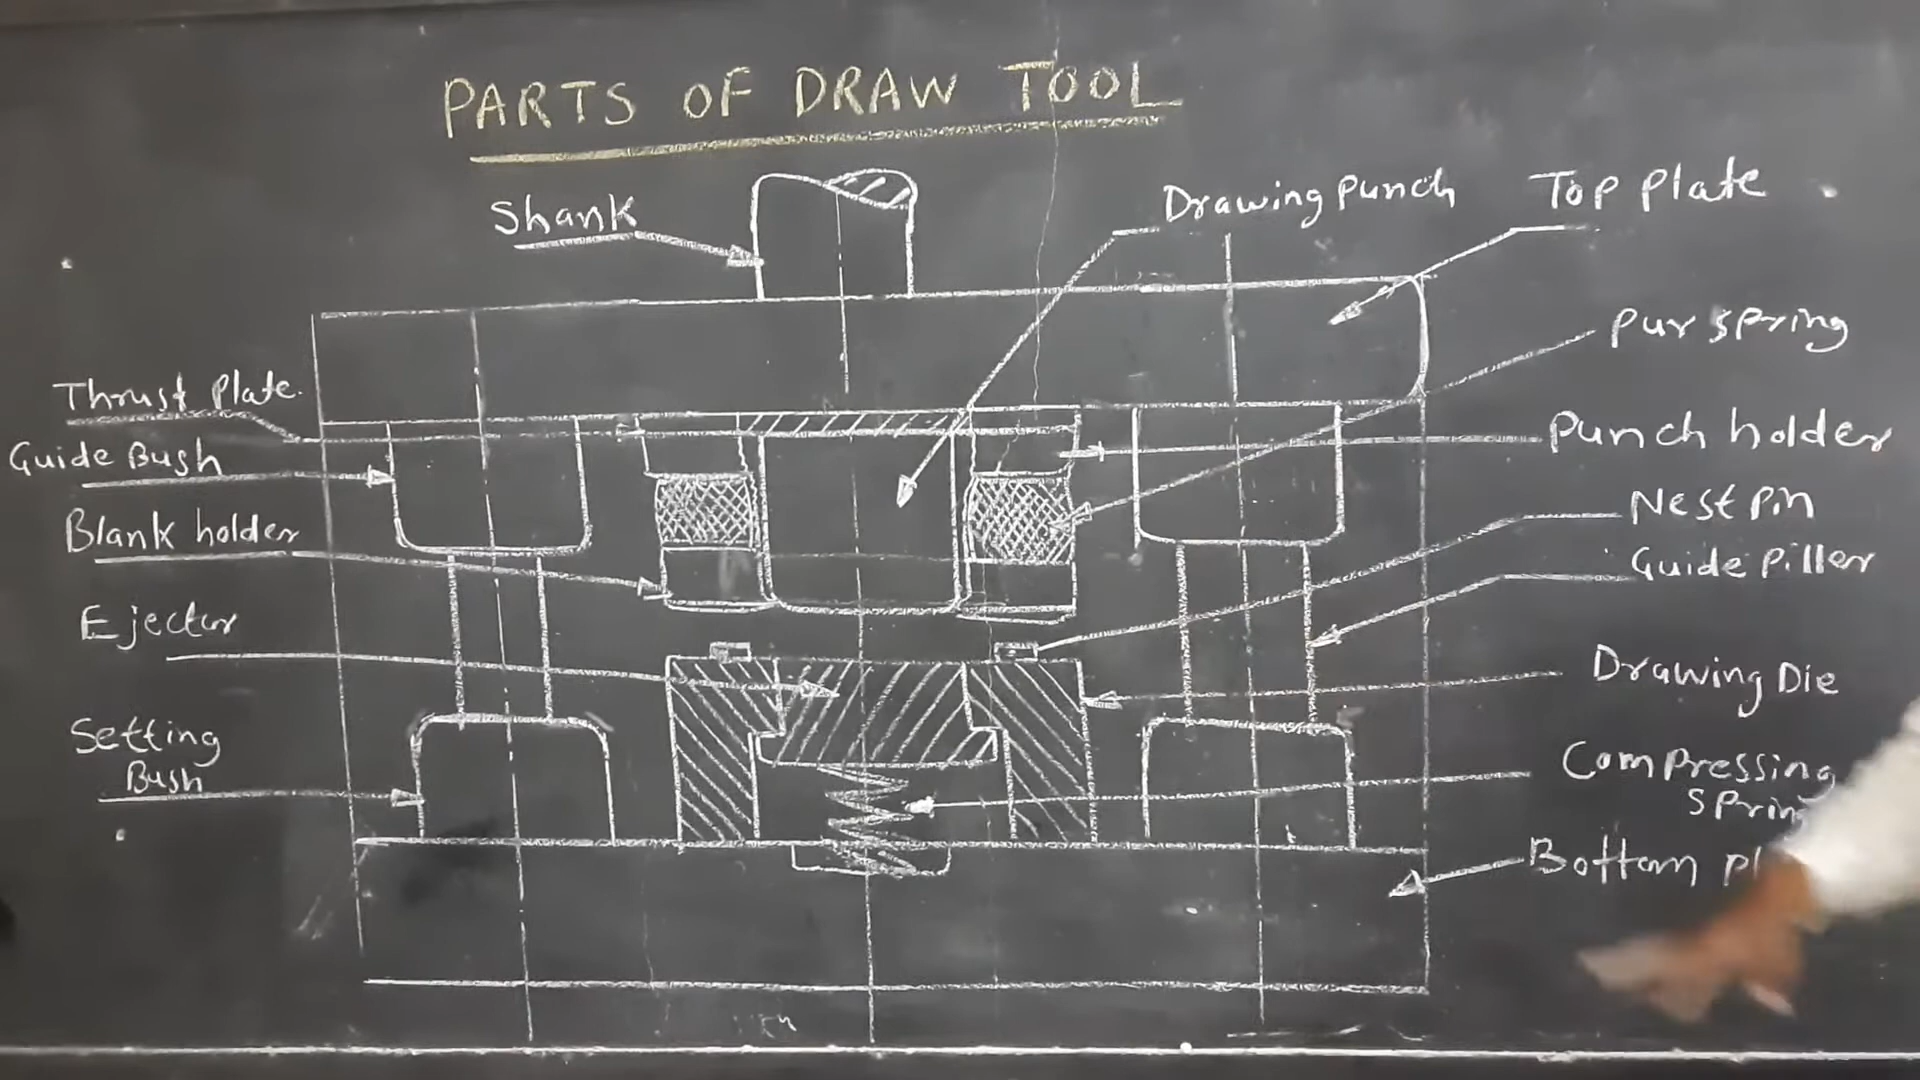 PARTS OF DRAW TOOL
Shank
Drawing Punch
Top Plate
Pur spring
Thrust Plate.
Punch holder
Guide Bush
Nest Pin
Blank holder
Guide Piller
Ejector
Drawing Die
Setting
Bush
Compressing
Spring
Bottom